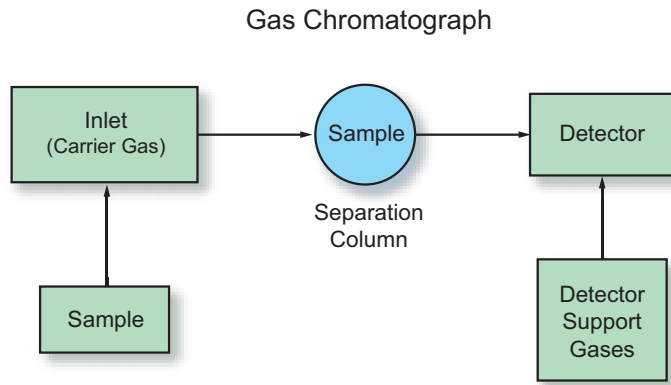 Gas Chromatograph
Inlet
(Carrier Gas)
Sample
Detector
Separation
Column
Sample
Detector
Support
Gases